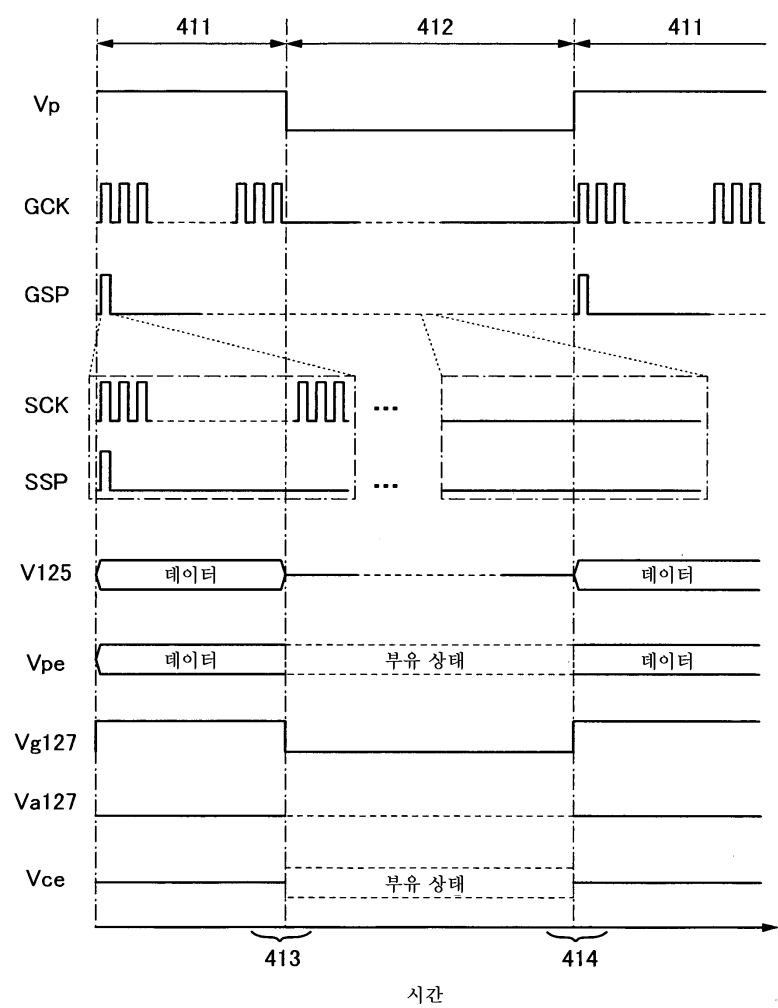 411 412 411
Vp
GCK
GSP
SCK
SSP
V125 데이터 데이터
Vpe 데이터 부유 상태 데이터
Vg127
Va127
Vce 부유 상태
413 414
시간